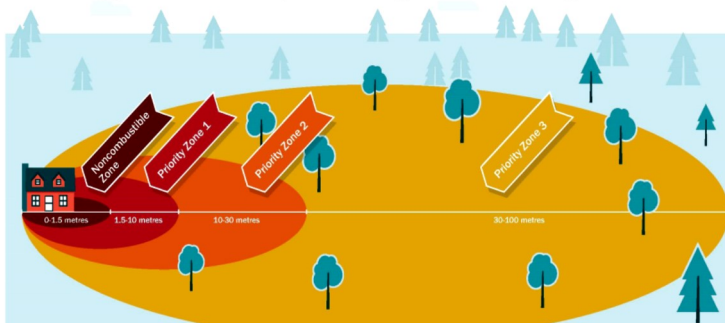 Noncombustible
Zone
Priority Zone 1
Priority Zone 2
Priority Zone 3
0-1.5 metres
1.5-10 metres
10-30 metres
30-100 metres